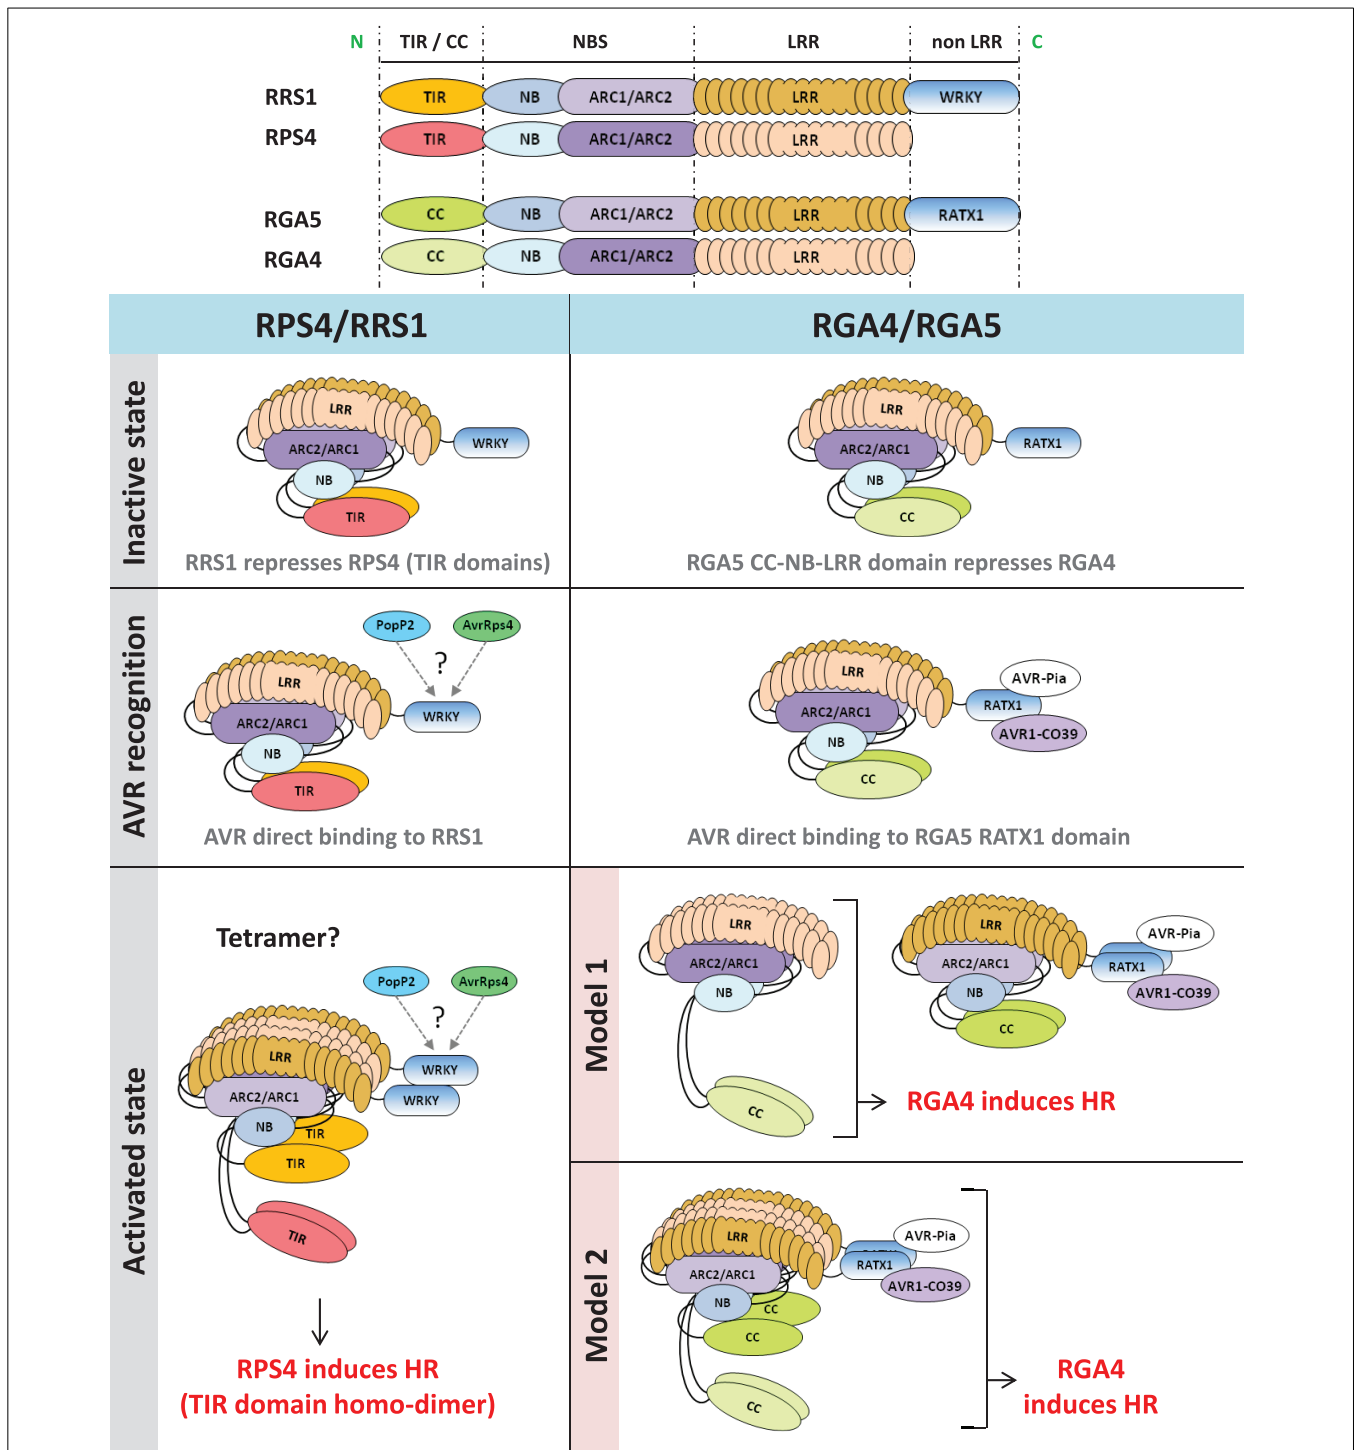 N TIR / CC NBS LRR non LRR C
RRS1 TIR NB ARC1/ARC2 LRR WRKY
RPS4 TIR NB ARC1/ARC2 LRR
RGA5 CC NB ARC1/ARC2 LRR RATX1
RGA4 CC NB ARC1/ARC2 LRR
RPS4/RRS1 RGA4/RGA5
Inactive state
LRR
WRKY
ARC2/ARC1
NB
TIR
RRS1 represses RPS4 (TIR domains)
LRR
RATX1
ARC2/ARC1
NB
CC
RGA5 CC-NB-LRR domain represses RGA4
AVR recognition
PopP2 AvrRps4
?
LRR
WRKY
ARC2/ARC1
NB
TIR
AVR direct binding to RRS1
LRR
AVR-Pia
RATX1
AVR1-CO39
ARC2/ARC1
NB
CC
AVR direct binding to RGA5 RATX1 domain
Activated state
Tetramer?
PopP2 AvrRps4
?
LRR
WRKY
WRKY
ARC2/ARC1
NB
TIR
TIR
TIR
RPS4 induces HR
(TIR domain homo-dimer)
Model 1
LRR
ARC2/ARC1
NB
CC
LRR
AVR-Pia
RATX1
AVR1-CO39
ARC2/ARC1
NB
CC
RGA4 induces HR
Model 2
LRR
AVR-Pia
RATX1
RATX1
AVR1-CO39
ARC2/ARC1
NB
CC
CC
CC
RGA4
induces HR